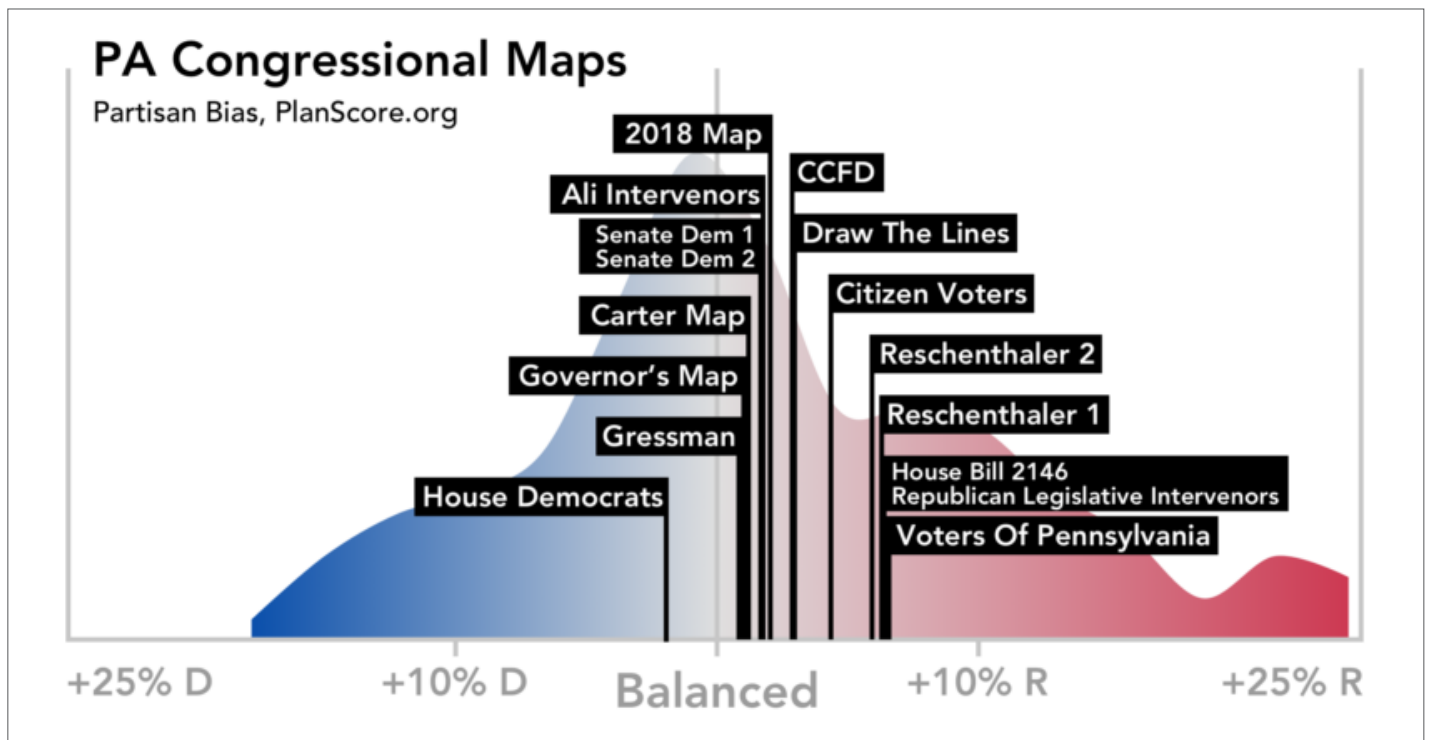 PA Congressional Maps
Partisan Bias, PlanScore.org
2018 Map
CCFD
Ali Intervenors
Senate Dem 1
Senate Dem 2
Draw The Lines
Citizen Voters
Carter Map
Reschenthaler 2
Governor's Map
Reschenthaler 1
Gressman
House Bill 2146
Republican Legislative Intervenors
House Democrats
Voters Of Pennsylvania
+25% D
+10% D
Balanced
+10% R
+25% R